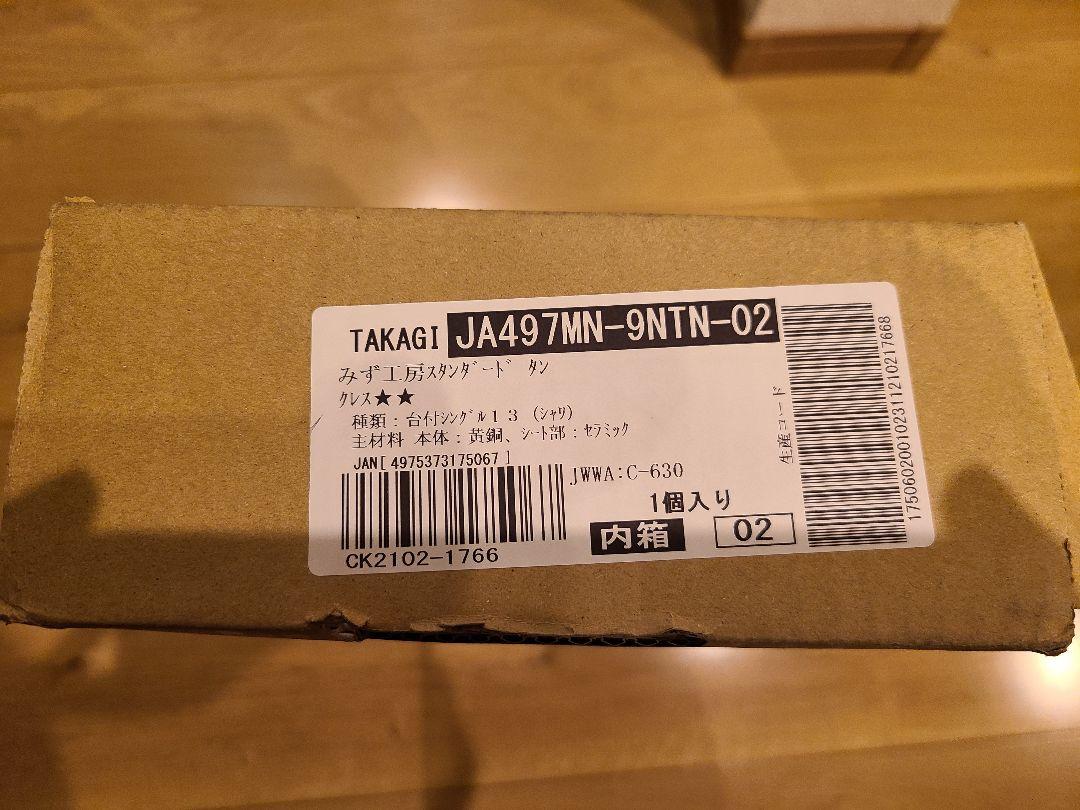 TAKAGI JA497MN-9NTN-02
みず工房ｽﾀﾝﾀﾞｰﾄﾞ ﾀﾝ
ｸﾚｽ★★
種類：台付ｼﾝｸﾞﾙ１３ (ｼｬﾜ)
主材料 本体：黄銅、ｼｰﾄ部：ｾﾗﾐｯｸ
JAN[ 4975373175067 ]
JWWA:C-630
1個入り
CK2102-1766
内箱 02
生産コード
17506020010231121021766​8